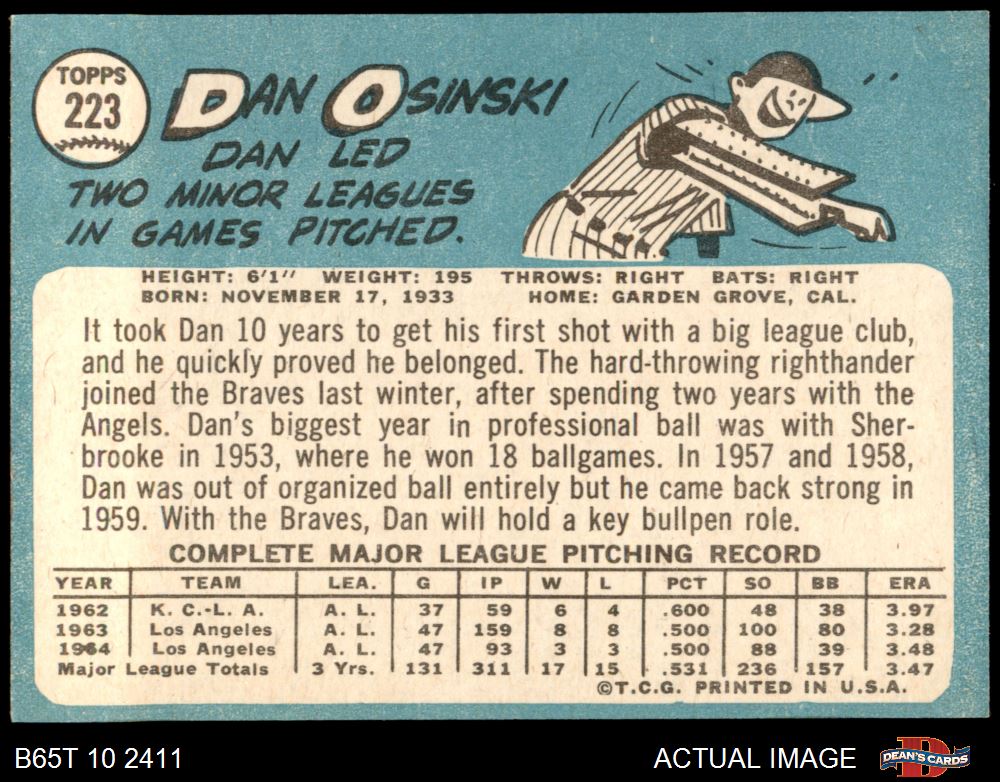 TOPPS
223
DAN OSINSKI
DAN LED
TWO MINOR LEAGUES
IN GAMES PITCHED.
HEIGHT: 6'1" WEIGHT: 195 THROWS: RIGHT BATS: RIGHT
BORN: NOVEMBER 17, 1933 HOME: GARDEN GROVE, CAL.
It took Dan 10 years to get his first shot with a big league club,
and he quickly proved he belonged. The hard-throwing righthander
joined the Braves last winter, after spending two years with the
Angels. Dan's biggest year in professional ball was with Sher-
brooke in 1953, where he won 18 ballgames. In 1957 and 1958,
Dan was out of organized ball entirely but he came back strong in
1959. With the Braves, Dan will hold a key bullpen role.
COMPLETE MAJOR LEAGUE PITCHING RECORD
YEAR TEAM LEA. G IP W L PCT SO BB ERA
1962 K. C.-L. A. A. L. 37 59 6 4 .600 48 38 3.97
1963 Los Angeles A. L. 47 159 8 8 .500 100 80 3.28
1964 Los Angeles A. L. 47 93 3 3 .500 88 39 3.48
Major League Totals 3 Yrs. 131 311 17 15 .531 236 157 3.47
©T.C.G. PRINTED IN U.S.A.
B65T 10 2411 ACTUAL IMAGE DEAN'S CARDS